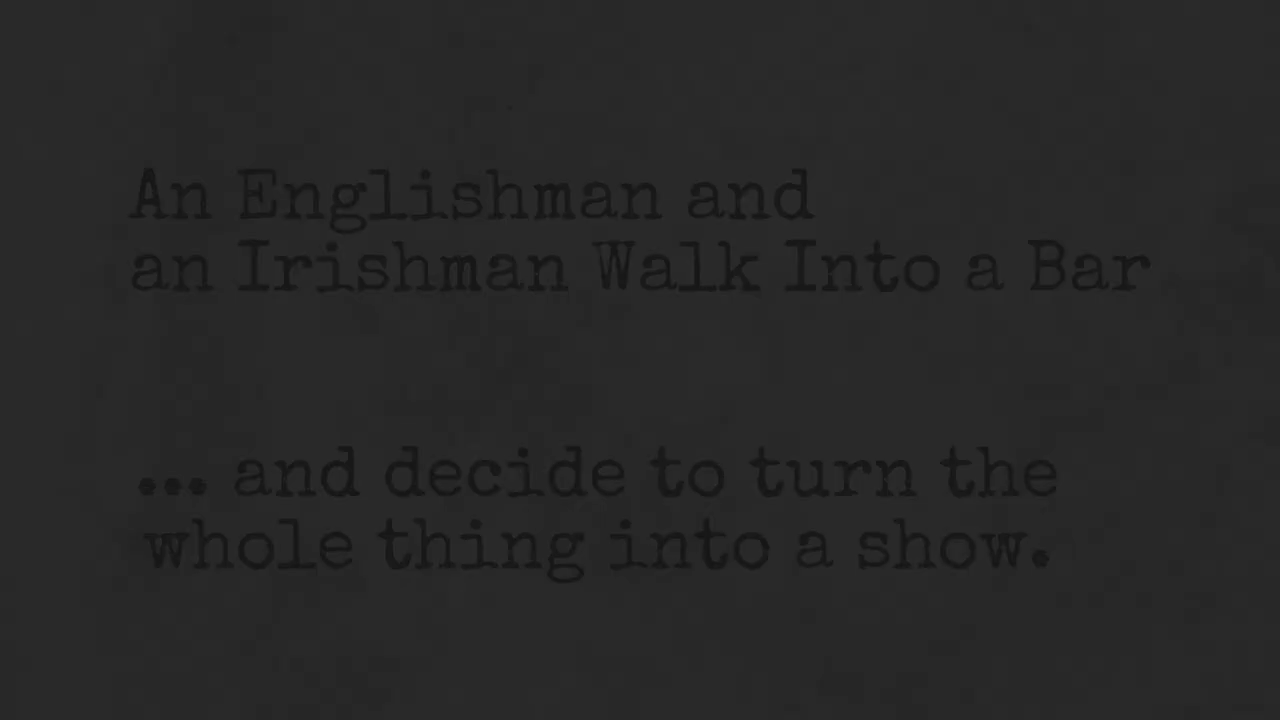 An Englishman and
an Irishman Walk Into a Bar
... and decide to turn the
whole thing into a show.